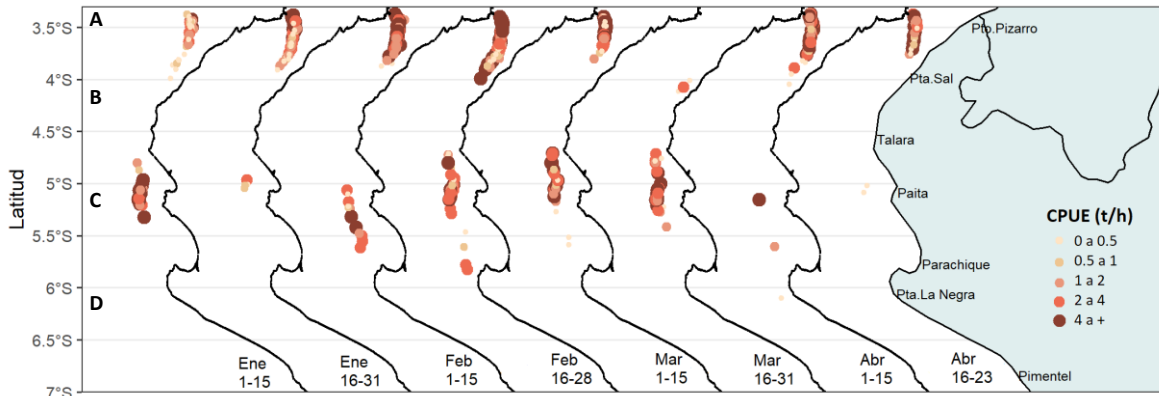 A
3.5°S
Pto.Pizarro
4°S
Pta.Sal
B
4.5°S
Talara
Latitud
5°S
Paita
C
CPUE (t/h)
0 a 0.5
0.5 a 1
1 a 2
2 a 4
4 a +
5.5°S
Parachique
6°S
Pta.La Negra
D
6.5°S
Ene
1-15
Ene
16-31
Feb
1-15
Feb
16-28
Mar
1-15
Mar
16-31
Abr
1-15
Abr
16-23
Pimentel
7°S